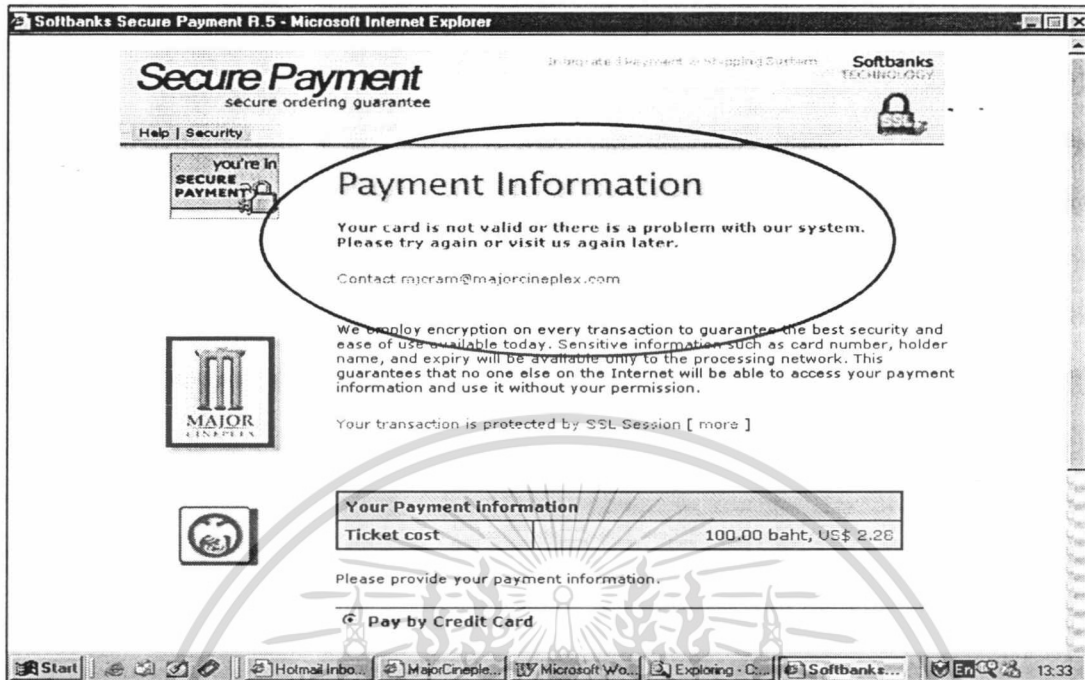 Softbanks Secure Payment R.5 - Microsoft Internet Explorer
Secure Payment
secure ordering guarantee
Integrate Payment & Shipping System
Softbanks
TECHNOLOGY
SSL
Help | Security
you're in
SECURE
PAYMENT
Payment Information
Your card is not valid or there is a problem with our system.
Please try again or visit us again later.
Contact mjcram@majorcineplex.com
We employ encryption on every transaction to guarantee the best security and
ease of use available today. Sensitive information such as card number, holder
name, and expiry will be available only to the processing network. This
guarantees that no one else on the Internet will be able to access your payment
information and use it without your permission.
MAJOR
CINEPLEX
Your transaction is protected by SSL Session [ more ]
Your Payment information
Ticket cost 100.00 baht, US$ 2.28
Please provide your payment information.
Pay by Credit Card
Start Hotmail Inbo... MajorCineple... Microsoft Wo... Exploring - C:... Softbanks... En 13:33